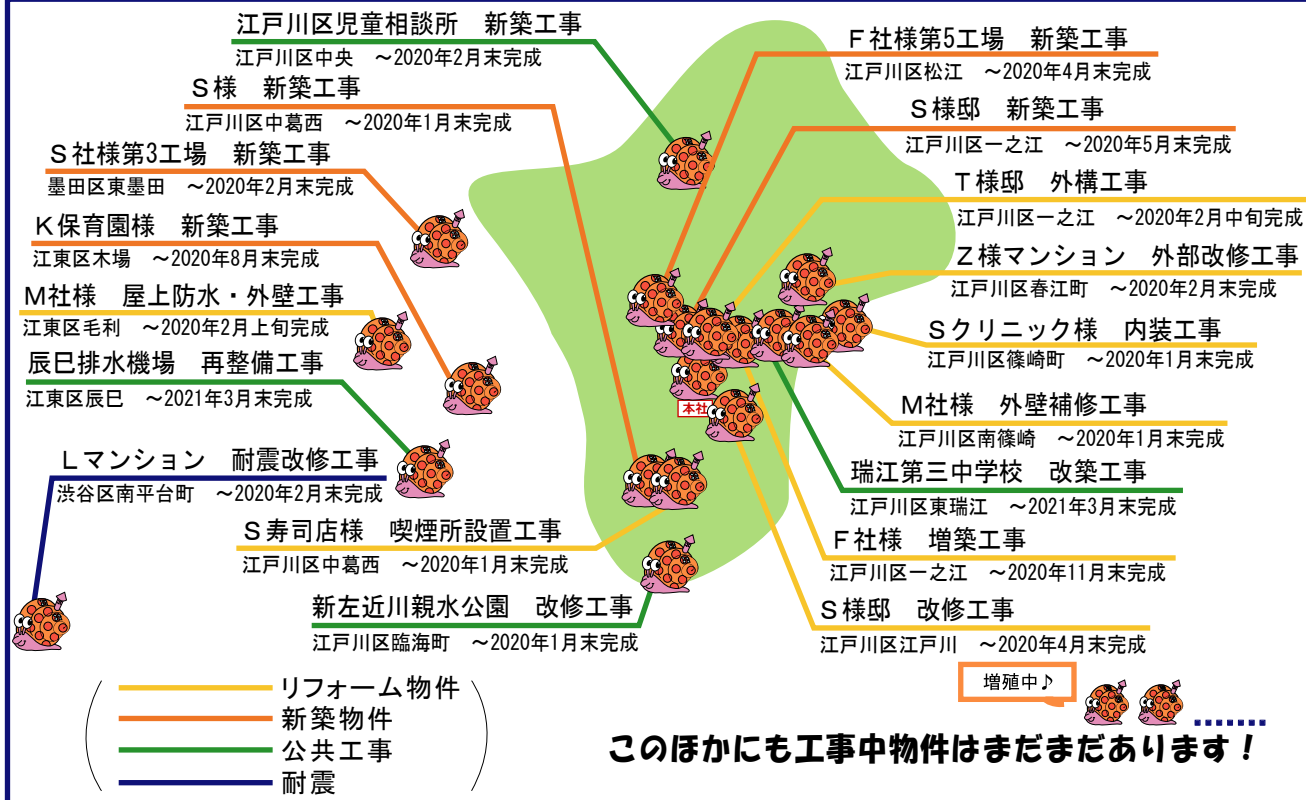 江戸川区児童相談所　新築工事
江戸川区中央　～2020年2月末完成
Ｓ様　新築工事
江戸川区中葛西　～2020年1月末完成
Ｓ社様第3工場　新築工事
墨田区東墨田　～2020年2月末完成
Ｋ保育園様　新築工事
江東区木場　～2020年8月末完成
Ｍ社様　屋上防水・外壁工事
江東区毛利　～2020年2月上旬完成
辰巳排水機場　再整備工事
江東区辰巳　～2021年3月末完成
Ｌマンション　耐震改修工事
渋谷区南平台町　～2020年2月末完成
Ｓ寿司店様　喫煙所設置工事
江戸川区中葛西　～2020年1月末完成
新左近川親水公園　改修工事
江戸川区臨海町　～2020年1月末完成
Ｆ社様第5工場　新築工事
江戸川区松江　～2020年4月末完成
Ｓ様邸　新築工事
江戸川区一之江　～2020年5月末完成
Ｔ様邸　外構工事
江戸川区一之江　～2020年2月中旬完成
Ｚ様マンション　外部改修工事
江戸川区春江町　～2020年2月末完成
Ｓクリニック様　内装工事
江戸川区篠崎町　～2020年1月末完成
Ｍ社様　外壁補修工事
江戸川区南篠崎　～2020年1月末完成
瑞江第三中学校　改築工事
江戸川区東瑞江　～2021年3月末完成
Ｆ社様　増築工事
江戸川区一之江　～2020年11月末完成
Ｓ様邸　改修工事
江戸川区江戸川　～2020年4月末完成
本社
リフォーム物件
新築物件
公共工事
耐震
増殖中♪
このほかにも工事中物件はまだまだあります！